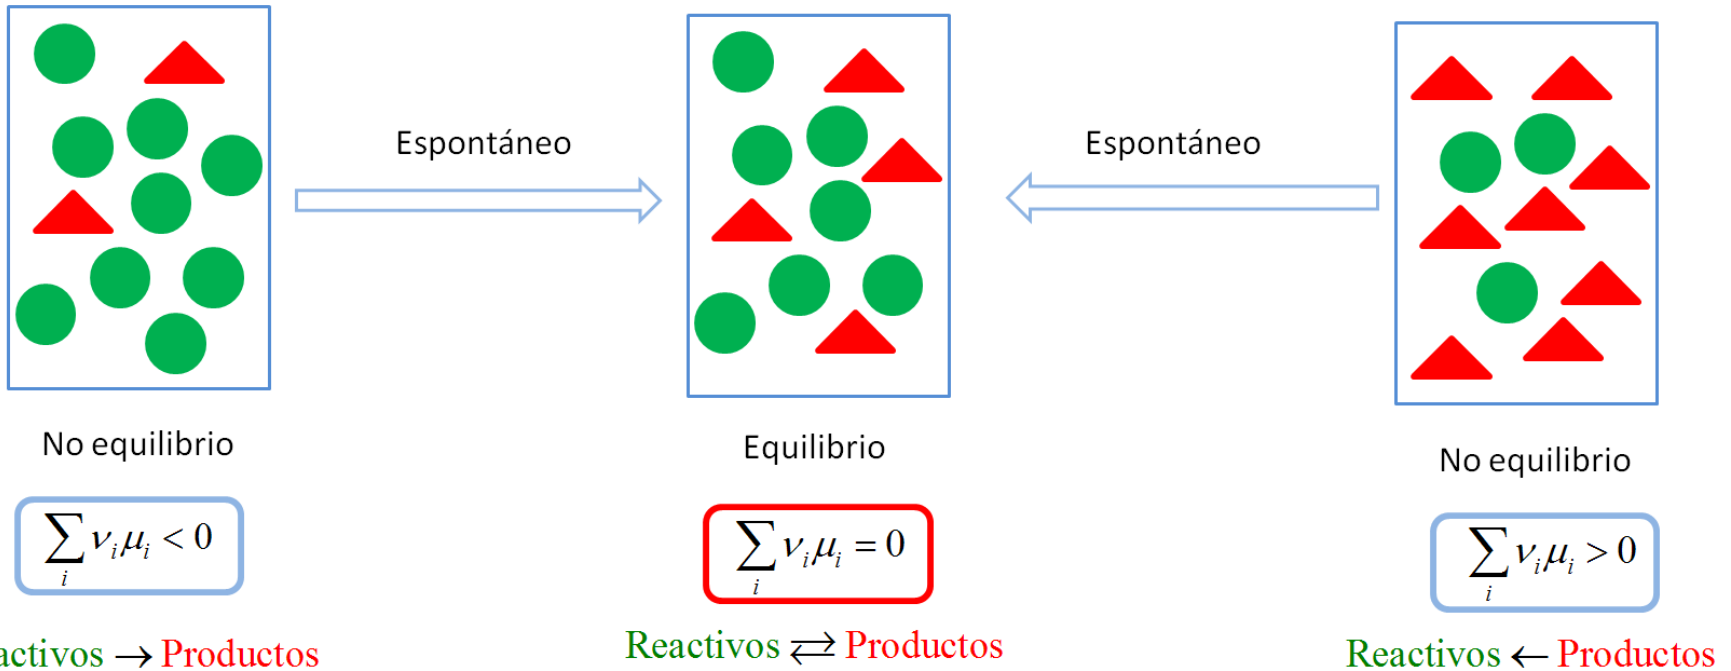 Espontáneo
Espontáneo
No equilibrio
Equilibrio
No equilibrio
∑ᵢ νᵢμᵢ < 0
∑ᵢ νᵢμᵢ = 0
∑ᵢ νᵢμᵢ > 0
activos → Productos
Reactivos ⇄ Productos
Reactivos ← Productos